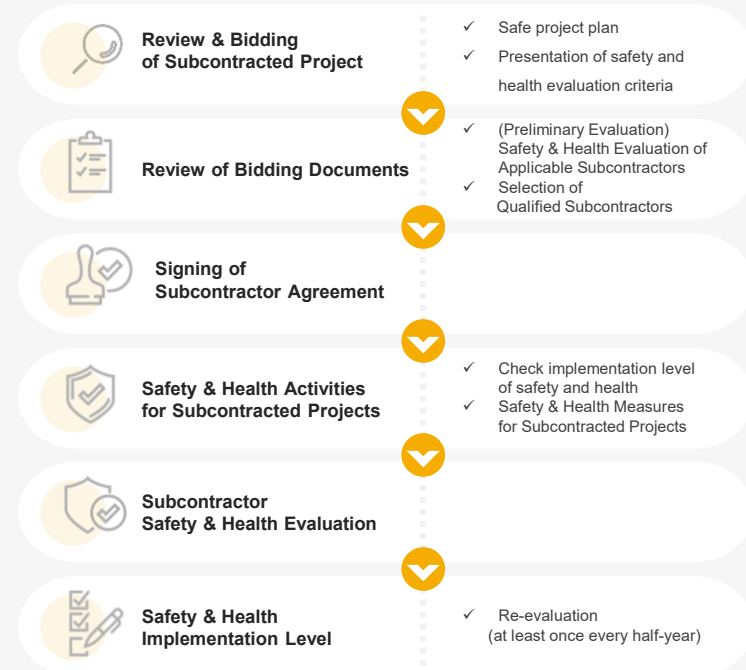 Review & Bidding
of Subcontracted Project
✓ Safe project plan
✓ Presentation of safety and
health evaluation criteria
Review of Bidding Documents
✓ (Preliminary Evaluation)
Safety & Health Evaluation of
Applicable Subcontractors
✓ Selection of
Qualified Subcontractors
Signing of
Subcontractor Agreement
Safety & Health Activities
for Subcontracted Projects
✓ Check implementation level
of safety and health
✓ Safety & Health Measures
for Subcontracted Projects
Subcontractor
Safety & Health Evaluation
Safety & Health
Implementation Level
✓ Re-evaluation
(at least once every half-year)